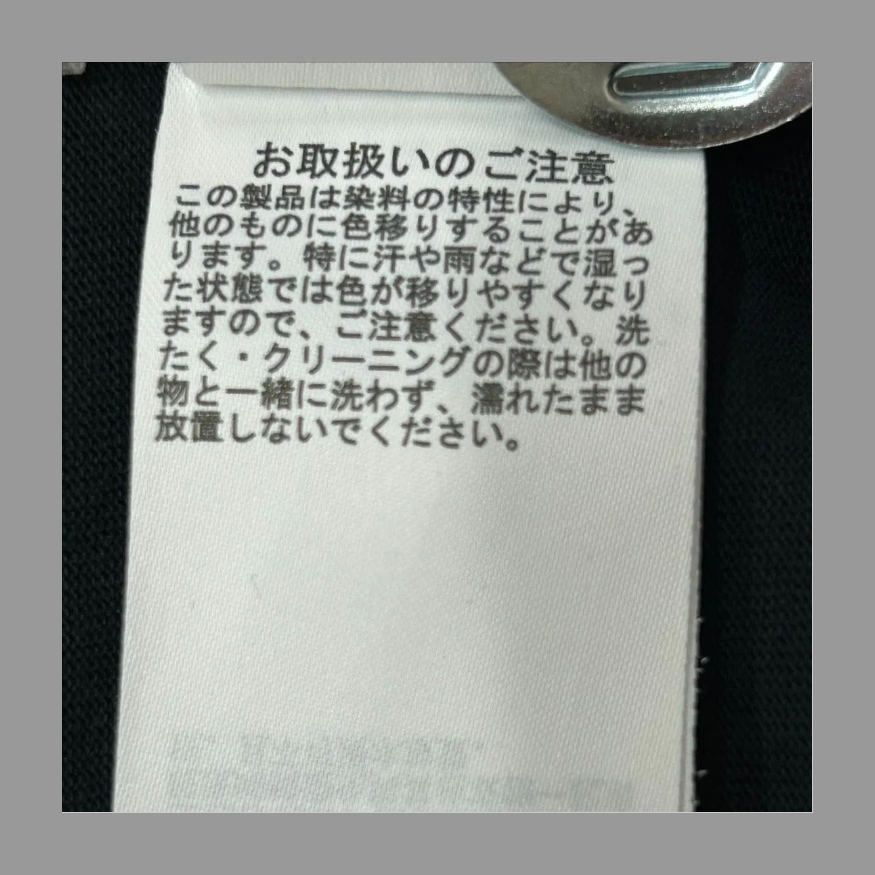 お取扱いのご注意
この製品は染料の特性により、
他のものに色移りすることがあ
ります。特に汗や雨などで湿っ
た状態では色が移りやすくなり
ますので、ご注意ください。洗
たく・クリーニングの際は他の
物と一緒に洗わず、濡れたまま
放置しないでください。